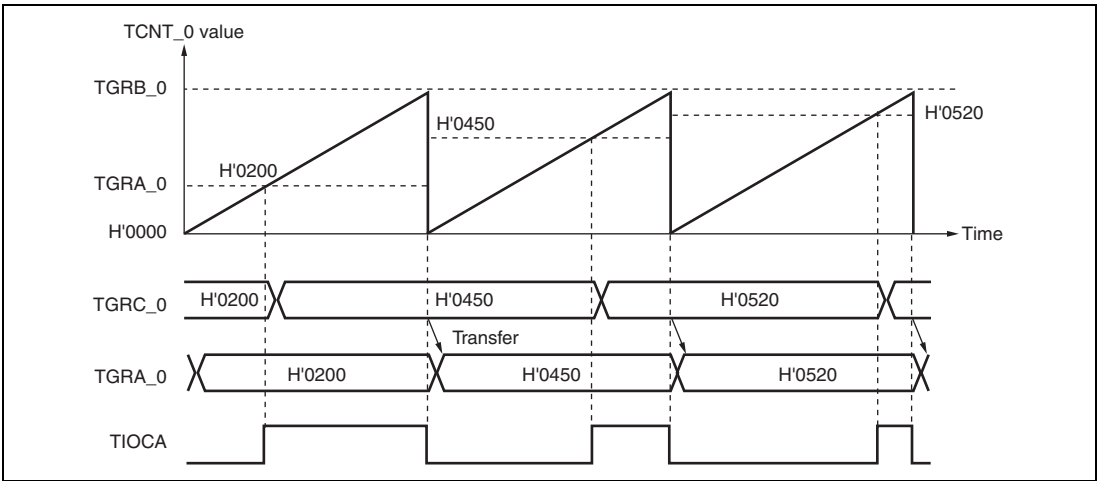 TCNT_0 value
TGRB_0
H'0520
H'0450
H'0200
TGRA_0
H'0000
Time
TGRC_0
H'0200
H'0450
H'0520
Transfer
TGRA_0
H'0200
H'0450
H'0520
TIOCA